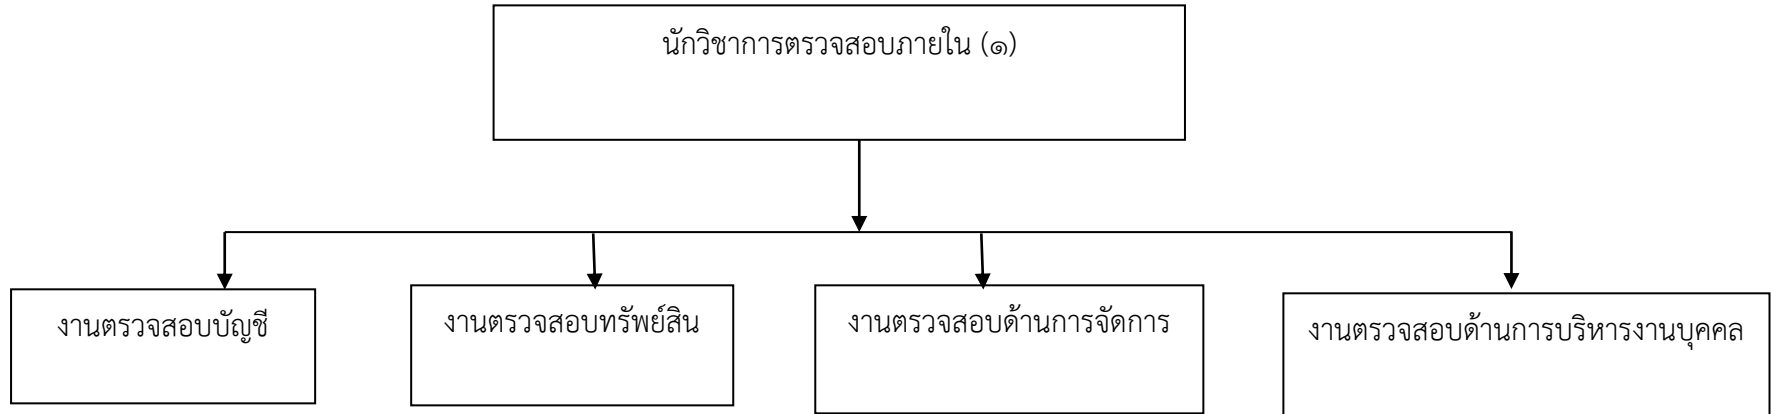 นักวิชาการตรวจสอบภายใน (๑)
งานตรวจสอบบัญชี
งานตรวจสอบทรัพย์สิน
งานตรวจสอบด้านการจัดการ
งานตรวจสอบด้านการบริหารงานบุคคล